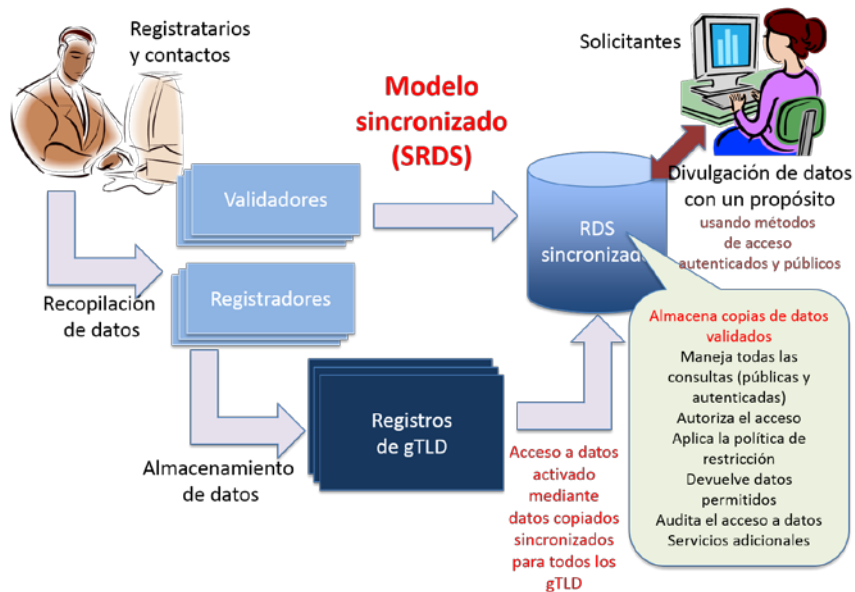 Registratarios
y contactos
Solicitantes
Modelo
sincronizado
(SRDS)
Validadores
RDS
sincronizad
Divulgación de datos
con un propósito
usando métodos
de acceso
autenticados y públicos
Recopilación
de datos
Registradores
Almacena copias de datos
validados
Maneja todas las
consultas (públicas y
autenticadas)
Autoriza el acceso
Aplica la política de
restricción
Devuelve datos
permitidos
Audita el acceso a datos
Servicios adicionales
Registros
de gTLD
Almacenamiento
de datos
Acceso a datos
activado
mediante
datos copiados
sincronizados
para todos los
gTLD